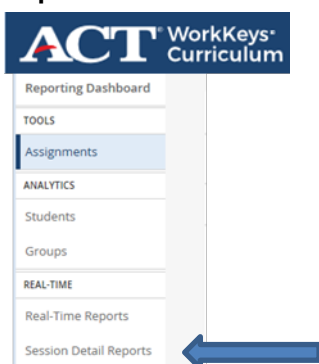 ACT® WorkKeys®
Curriculum
Reporting Dashboard
TOOLS
Assignments
ANALYTICS
Students
Groups
REAL-TIME
Real-Time Reports
Session Detail Reports